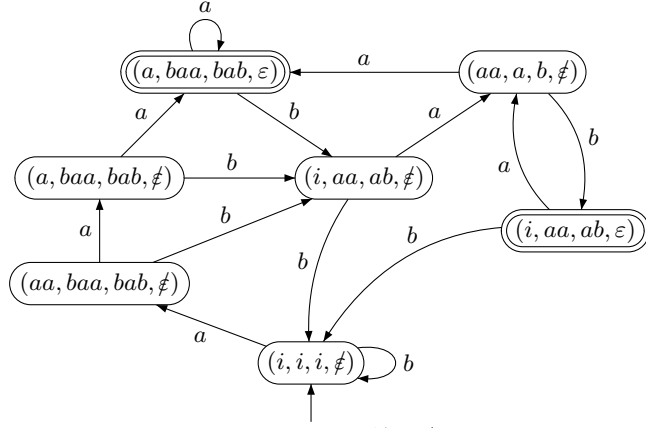 a
(a, baa, bab, ε)
a
(aa, a, b, ɛ̸)
a
b
a
b
(a, baa, bab, ɛ̸)
b
(i, aa, ab, ɛ̸)
a
a
b
b
(i, aa, ab, ε)
b
(aa, baa, bab, ɛ̸)
a
(i, i, i, ɛ̸)
b